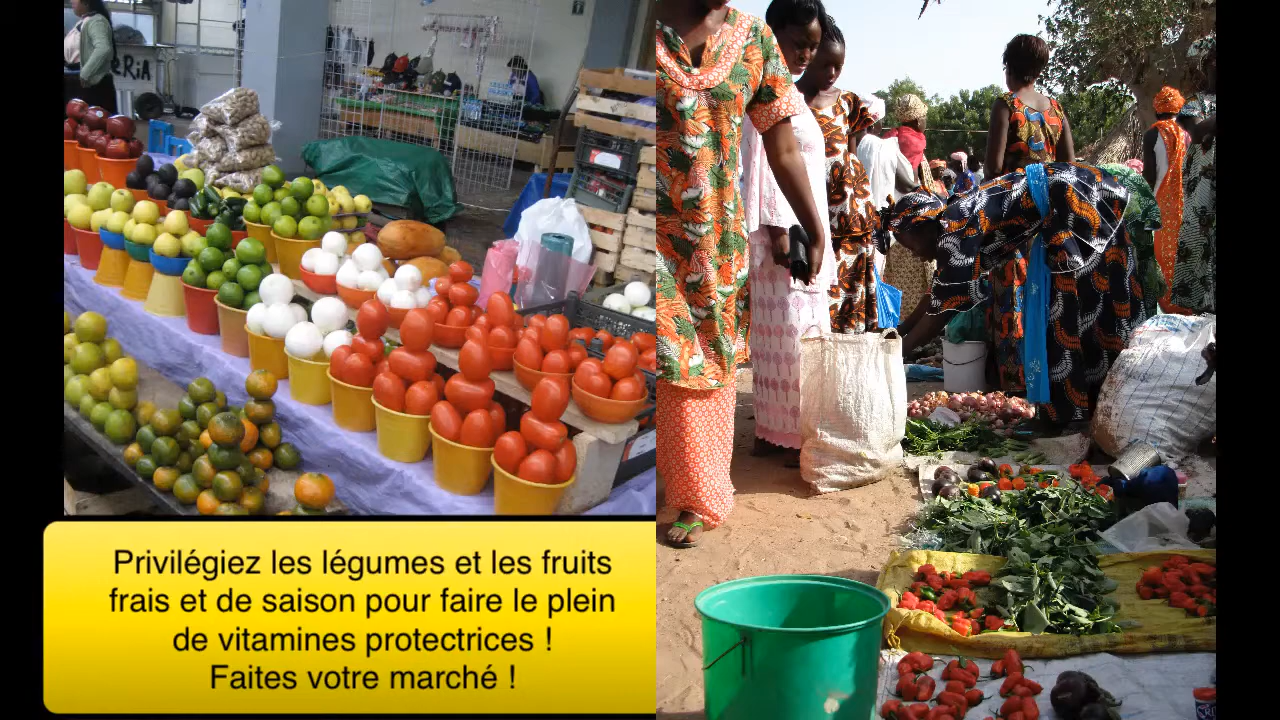 ERIA
Privilégiez les légumes et les fruits
frais et de saison pour faire le plein
de vitamines protectrices !
Faites votre marché !